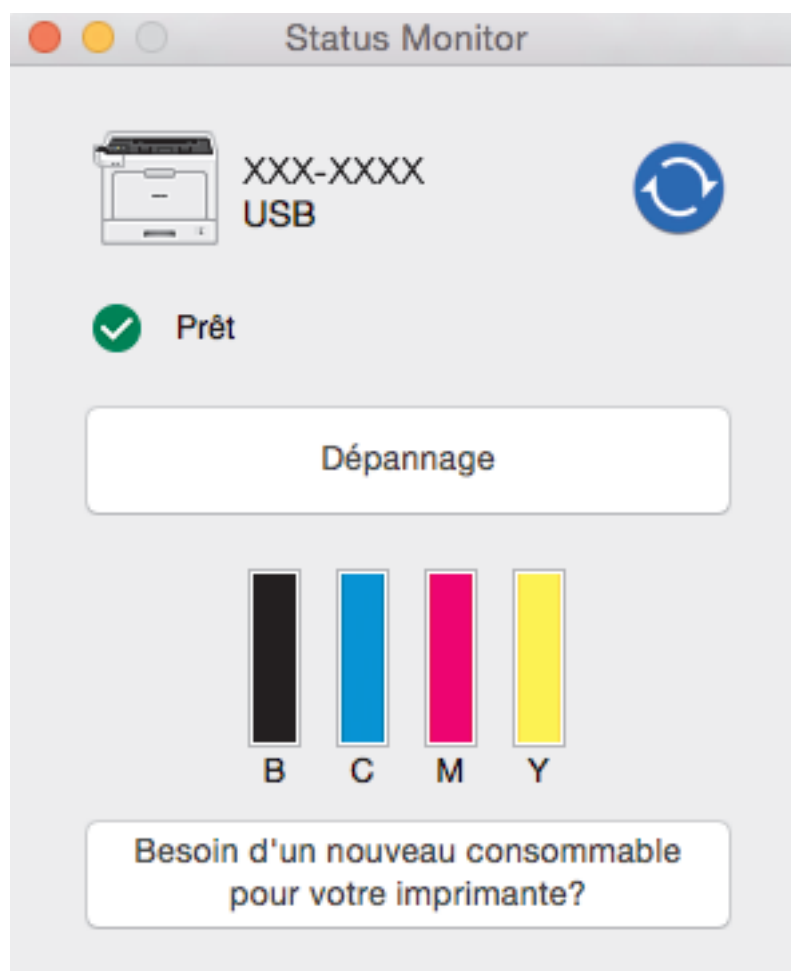 Status Monitor
XXX-XXXX
USB
Prêt
Dépannage
B C M Y
Besoin d'un nouveau consommable
pour votre imprimante?